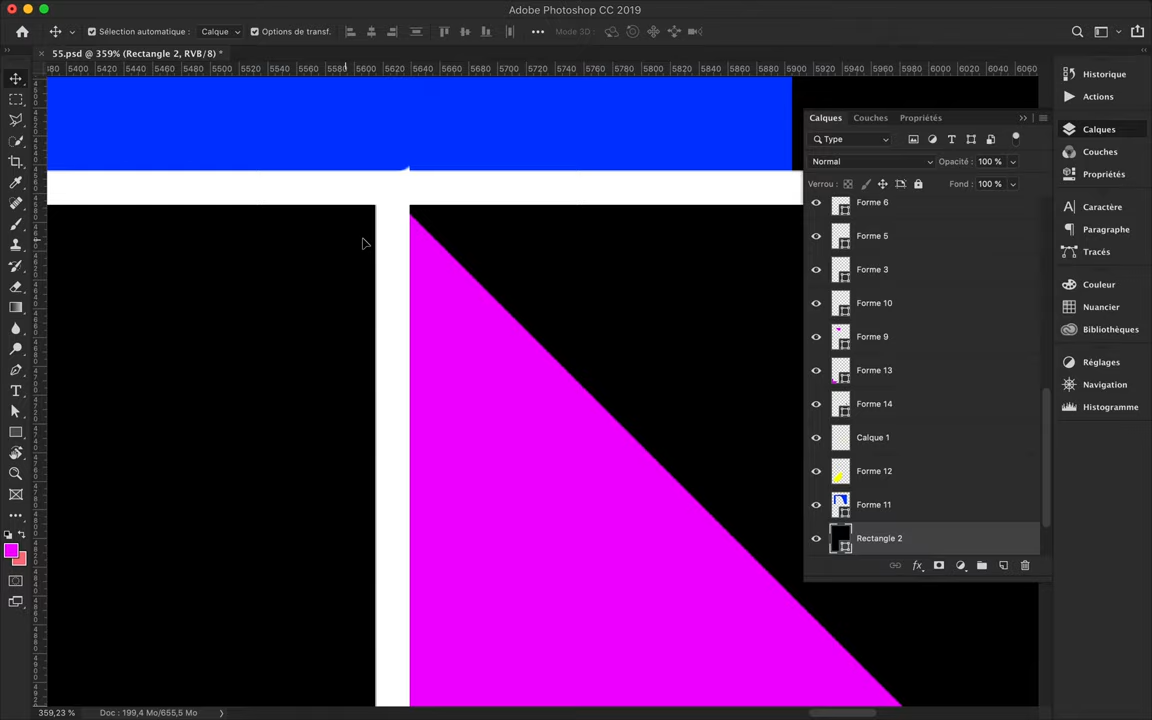 Adobe Photoshop CC 2019
Sélection automatique : Calque Options de transf. Mode 3D :
55.psd @ 359% (Rectangle 2, RVB/8) *
5400 5420 5440 5460 5480 5500 5520 5540 5560 5580 5600 5620 5640 5660 5680 5700 5720 5740 5760 5780 5800 5820 5840 5860 5880 5900 5920 5940 5960 5980 6000 6020 6040 6060
Historique
Actions
Calques
Couches
Propriétés
Caractère
Paragraphe
Tracés
Couleur
Nuancier
Bibliothèques
Réglages
Navigation
Histogramme
Calques Couches Propriétés
Type
Normal Opacité : 100 %
Verrou : Fond : 100 %
Forme 6
Forme 5
Forme 3
Forme 10
Forme 9
Forme 13
Forme 14
Calque 1
Forme 12
Forme 11
Rectangle 2
fx
359,23 % Doc : 199,4 Mo/655,5 Mo